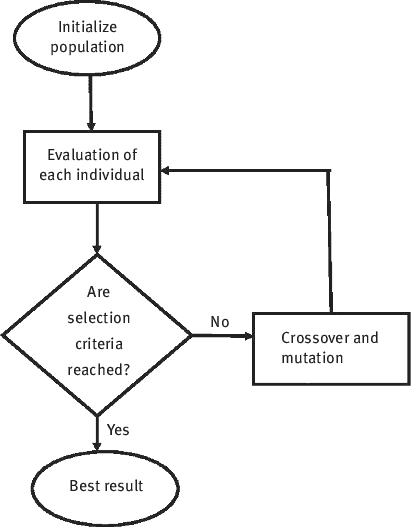 Initialize
population
Evaluation of
each individual
Are
selection
criteria
reached?
No
Crossover and
mutation
Yes
Best result